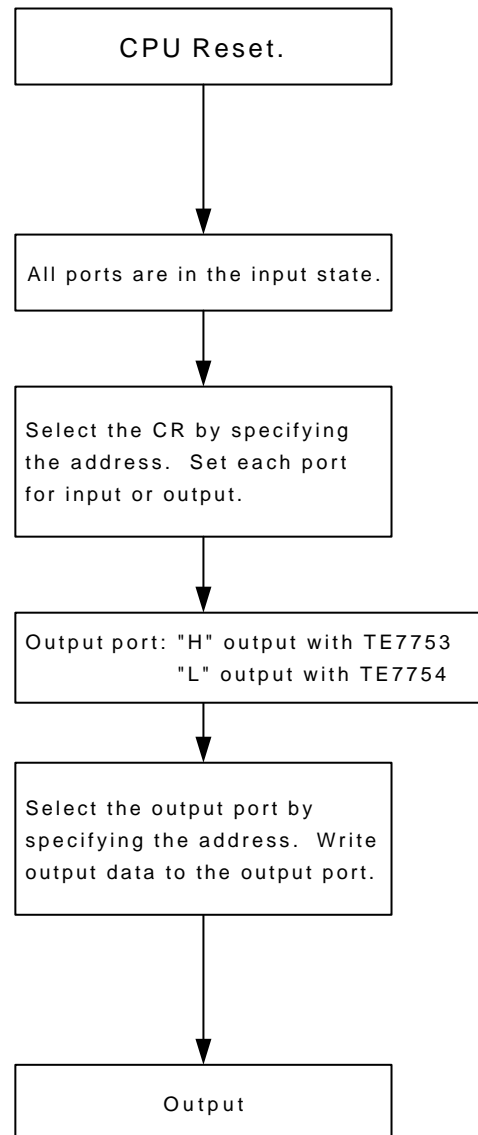 CPU Reset.
All ports are in the input state.
Select the CR by specifying
the address. Set each port
for input or output.
Output port: "H" output with TE7753
"L" output with TE7754
Select the output port by
specifying the address. Write
output data to the output port.
Output